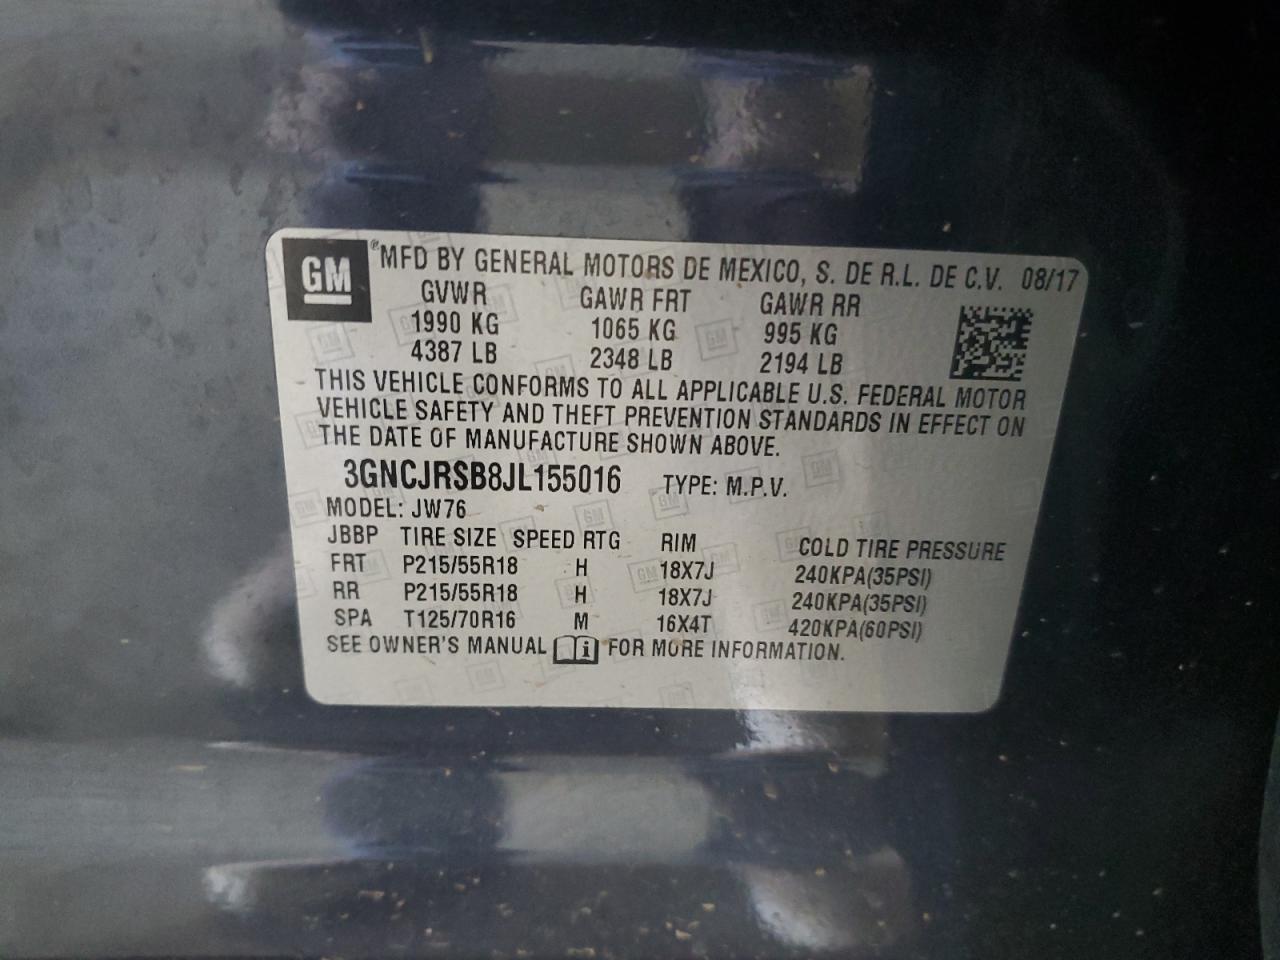 GM ®MFD BY GENERAL MOTORS DE MEXICO, S. DE R.L. DE C.V. 08/17
GVWR GAWR FRT GAWR RR
1990 KG 1065 KG 995 KG
4387 LB 2348 LB 2194 LB
THIS VEHICLE CONFORMS TO ALL APPLICABLE U.S. FEDERAL MOTOR
VEHICLE SAFETY AND THEFT PREVENTION STANDARDS IN EFFECT ON
THE DATE OF MANUFACTURE SHOWN ABOVE.
3GNCJRSB8JL155016 TYPE: M.P.V.
MODEL: JW76
JBBP TIRE SIZE SPEED RTG RIM COLD TIRE PRESSURE
FRT P215/55R18 H 18X7J 240KPA(35PSI)
RR P215/55R18 H 18X7J 240KPA(35PSI)
SPA T125/70R16 M 16X4T 420KPA(60PSI)
SEE OWNER'S MANUAL i FOR MORE INFORMATION.